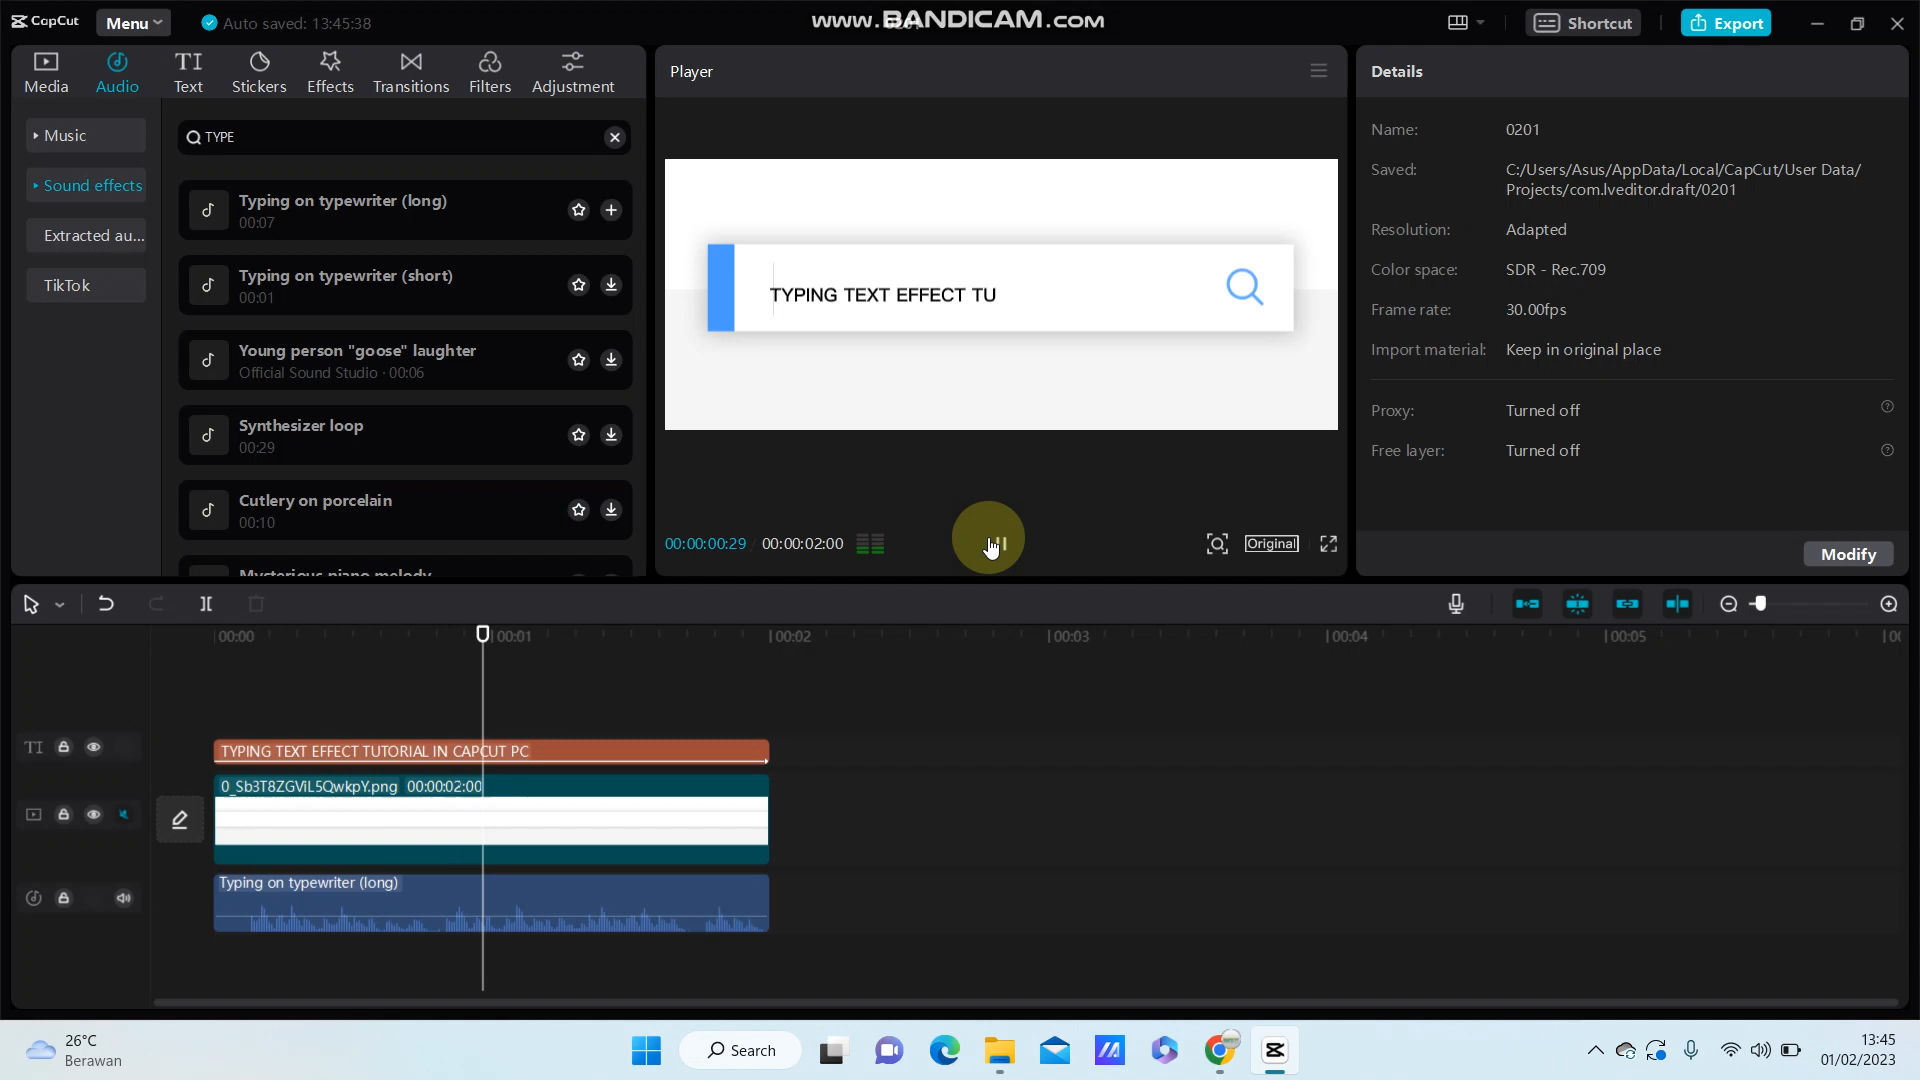 CapCut
Menu
Auto saved: 13:45:38
www.BANDICAM.com
Shortcut
Export
Media
Audio
Text
Stickers
Effects
Transitions
Filters
Adjustment
Music
Sound effects
Extracted au...
TikTok
TYPE
Typing on typewriter (long)
00:07
Typing on typewriter (short)
00:01
Young person "goose" laughter
Official Sound Studio · 00:06
Synthesizer loop
00:29
Cutlery on porcelain
00:10
Mysterious piano melody
Player
TYPING TEXT EFFECT TU
00:00:00:29 / 00:00:02:00
Original
Details
Name: 0201
Saved: C:/Users/Asus/AppData/Local/CapCut/User Data/
Projects/com.lveditor.draft/0201
Resolution: Adapted
Color space: SDR - Rec.709
Frame rate: 30.00fps
Import material: Keep in original place
Proxy: Turned off
Free layer: Turned off
Modify
00:00
00:01
00:02
00:03
00:04
00:05
TI
TYPING TEXT EFFECT TUTORIAL IN CAPCUT PC
0_Sb3T8ZGViL5QwkpY.png 00:00:02:00
Typing on typewriter (long)
26°C
Berawan
Search
13:45
01/02/2023